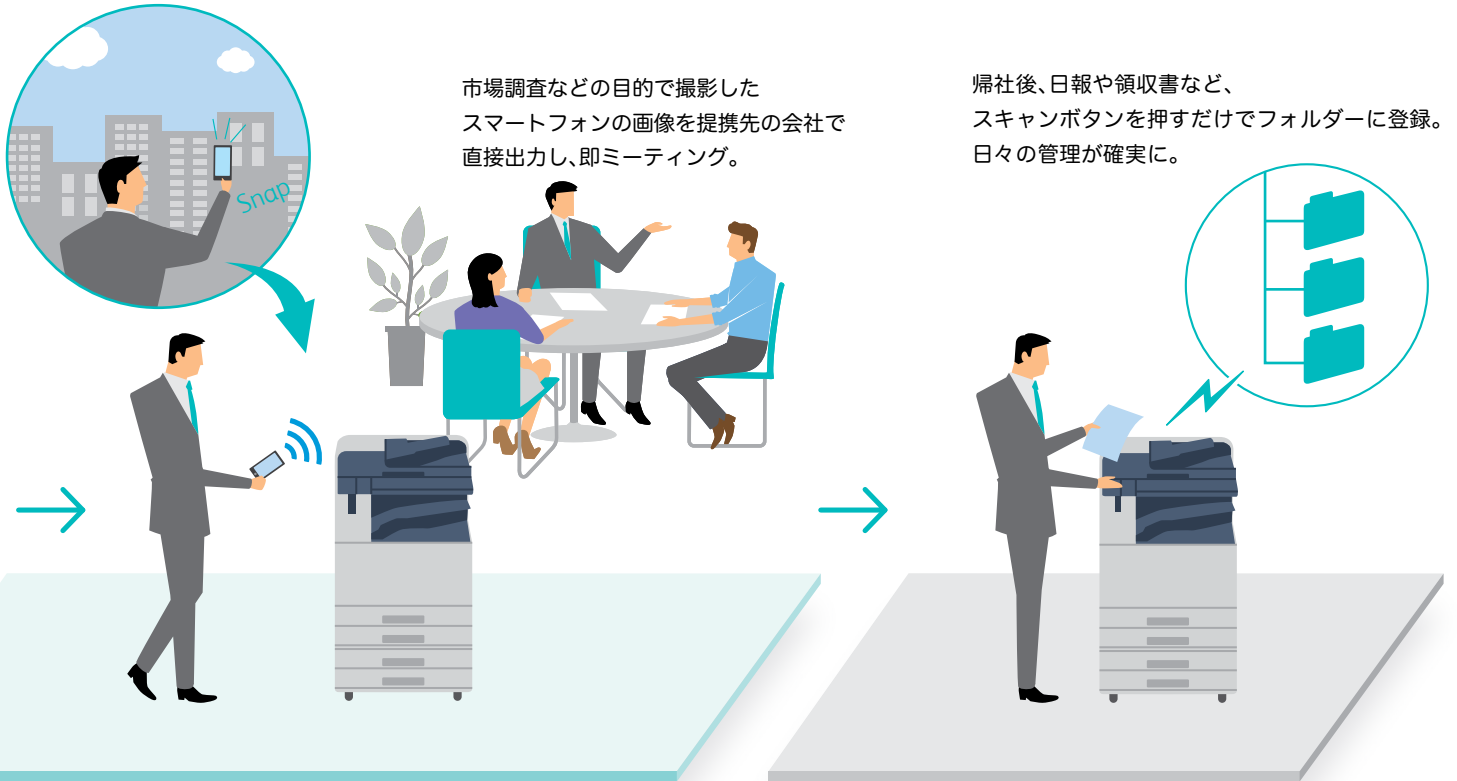 Snap
市場調査などの目的で撮影した
スマートフォンの画像を提携先の会社で
直接出力し、即ミーティング。
帰社後、日報や領収書など、
スキャンボタンを押すだけでフォルダーに登録。
日々の管理が確実に。